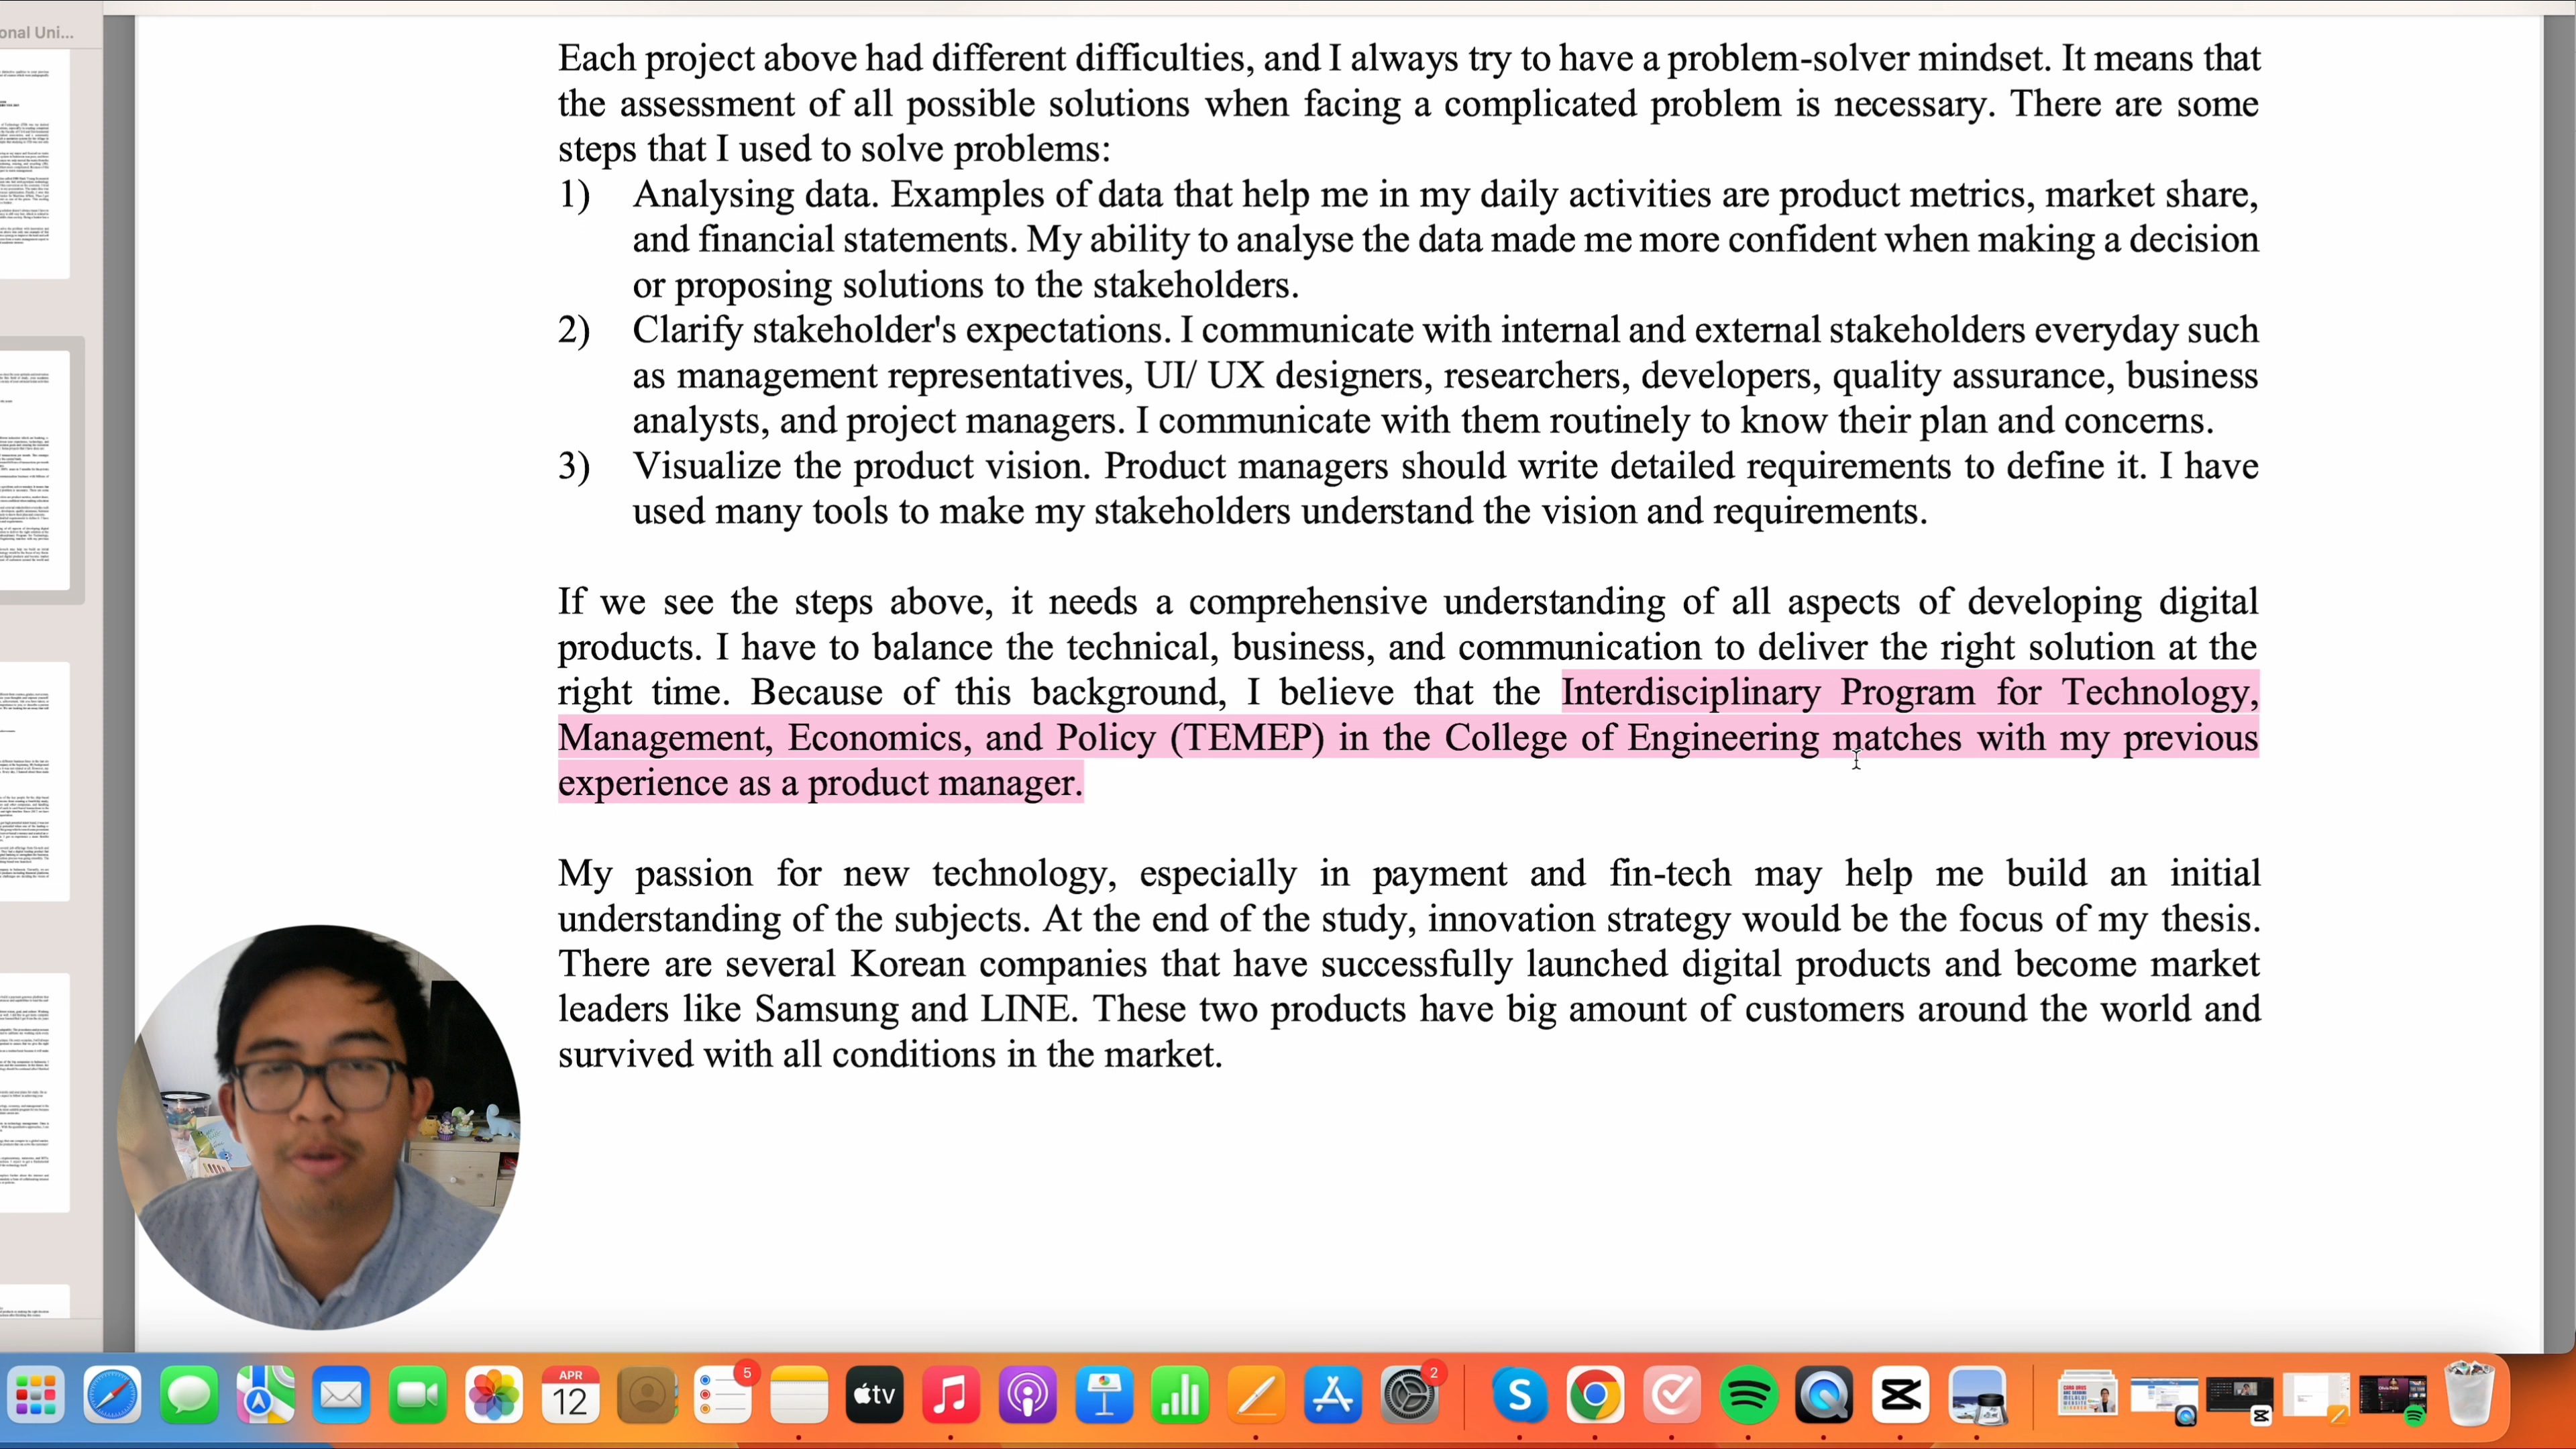 onal Uni...
Each project above had different difficulties, and I always try to have a problem-solver mindset. It means that
the assessment of all possible solutions when facing a complicated problem is necessary. There are some
steps that I used to solve problems:
1) Analysing data. Examples of data that help me in my daily activities are product metrics, market share,
and financial statements. My ability to analyse the data made me more confident when making a decision
or proposing solutions to the stakeholders.
2) Clarify stakeholder's expectations. I communicate with internal and external stakeholders everyday such
as management representatives, UI/ UX designers, researchers, developers, quality assurance, business
analysts, and project managers. I communicate with them routinely to know their plan and concerns.
3) Visualize the product vision. Product managers should write detailed requirements to define it. I have
used many tools to make my stakeholders understand the vision and requirements.
If we see the steps above, it needs a comprehensive understanding of all aspects of developing digital
products. I have to balance the technical, business, and communication to deliver the right solution at the
right time. Because of this background, I believe that the Interdisciplinary Program for Technology,
Management, Economics, and Policy (TEMEP) in the College of Engineering matches with my previous
experience as a product manager.
My passion for new technology, especially in payment and fin-tech may help me build an initial
understanding of the subjects. At the end of the study, innovation strategy would be the focus of my thesis.
There are several Korean companies that have successfully launched digital products and become market
leaders like Samsung and LINE. These two products have big amount of customers around the world and
survived with all conditions in the market.
APR
12
5
tv
2
S